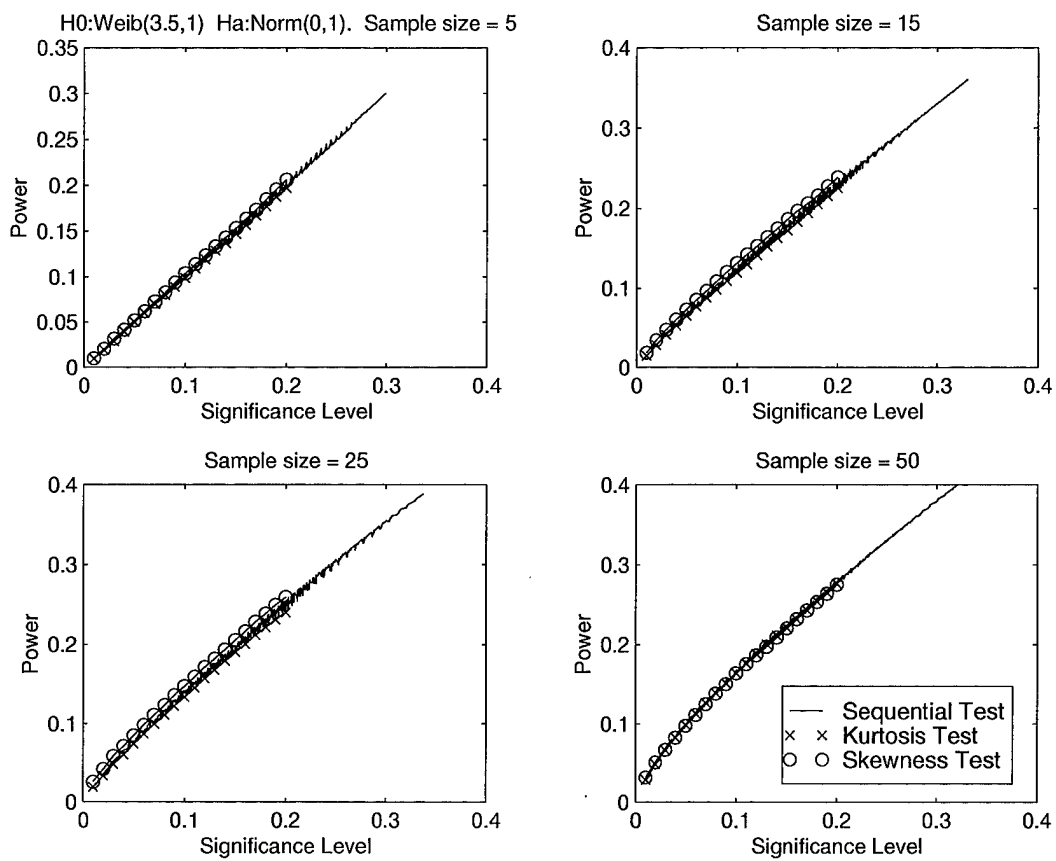 H0:Weib(3.5,1) Ha:Norm(0,1). Sample size = 5
0.35
0.3
0.25
0.2
0.15
0.1
0.05
0
Power
0 0.1 0.2 0.3 0.4
Significance Level
Sample size = 15
0.4
0.3
0.2
0.1
0
Power
0 0.1 0.2 0.3 0.4
Significance Level
Sample size = 25
0.4
0.3
0.2
0.1
0
Power
0 0.1 0.2 0.3 0.4
Significance Level
Sample size = 50
0.4
0.3
0.2
0.1
0
Power
Sequential Test
Kurtosis Test
Skewness Test
0 0.1 0.2 0.3 0.4
Significance Level